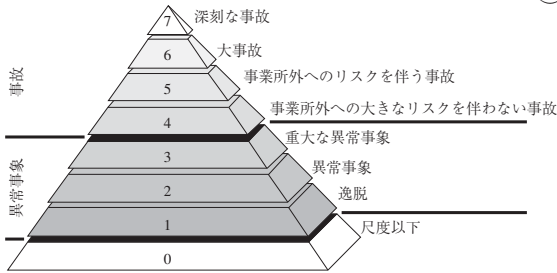 7 深刻な事故
6 大事故
5 事業所外へのリスクを伴う事故
4 事業所外への大きなリスクを伴わない事故
事故
3 重大な異常事象
2 異常事象
1 逸脱
異常事象
0 尺度以下